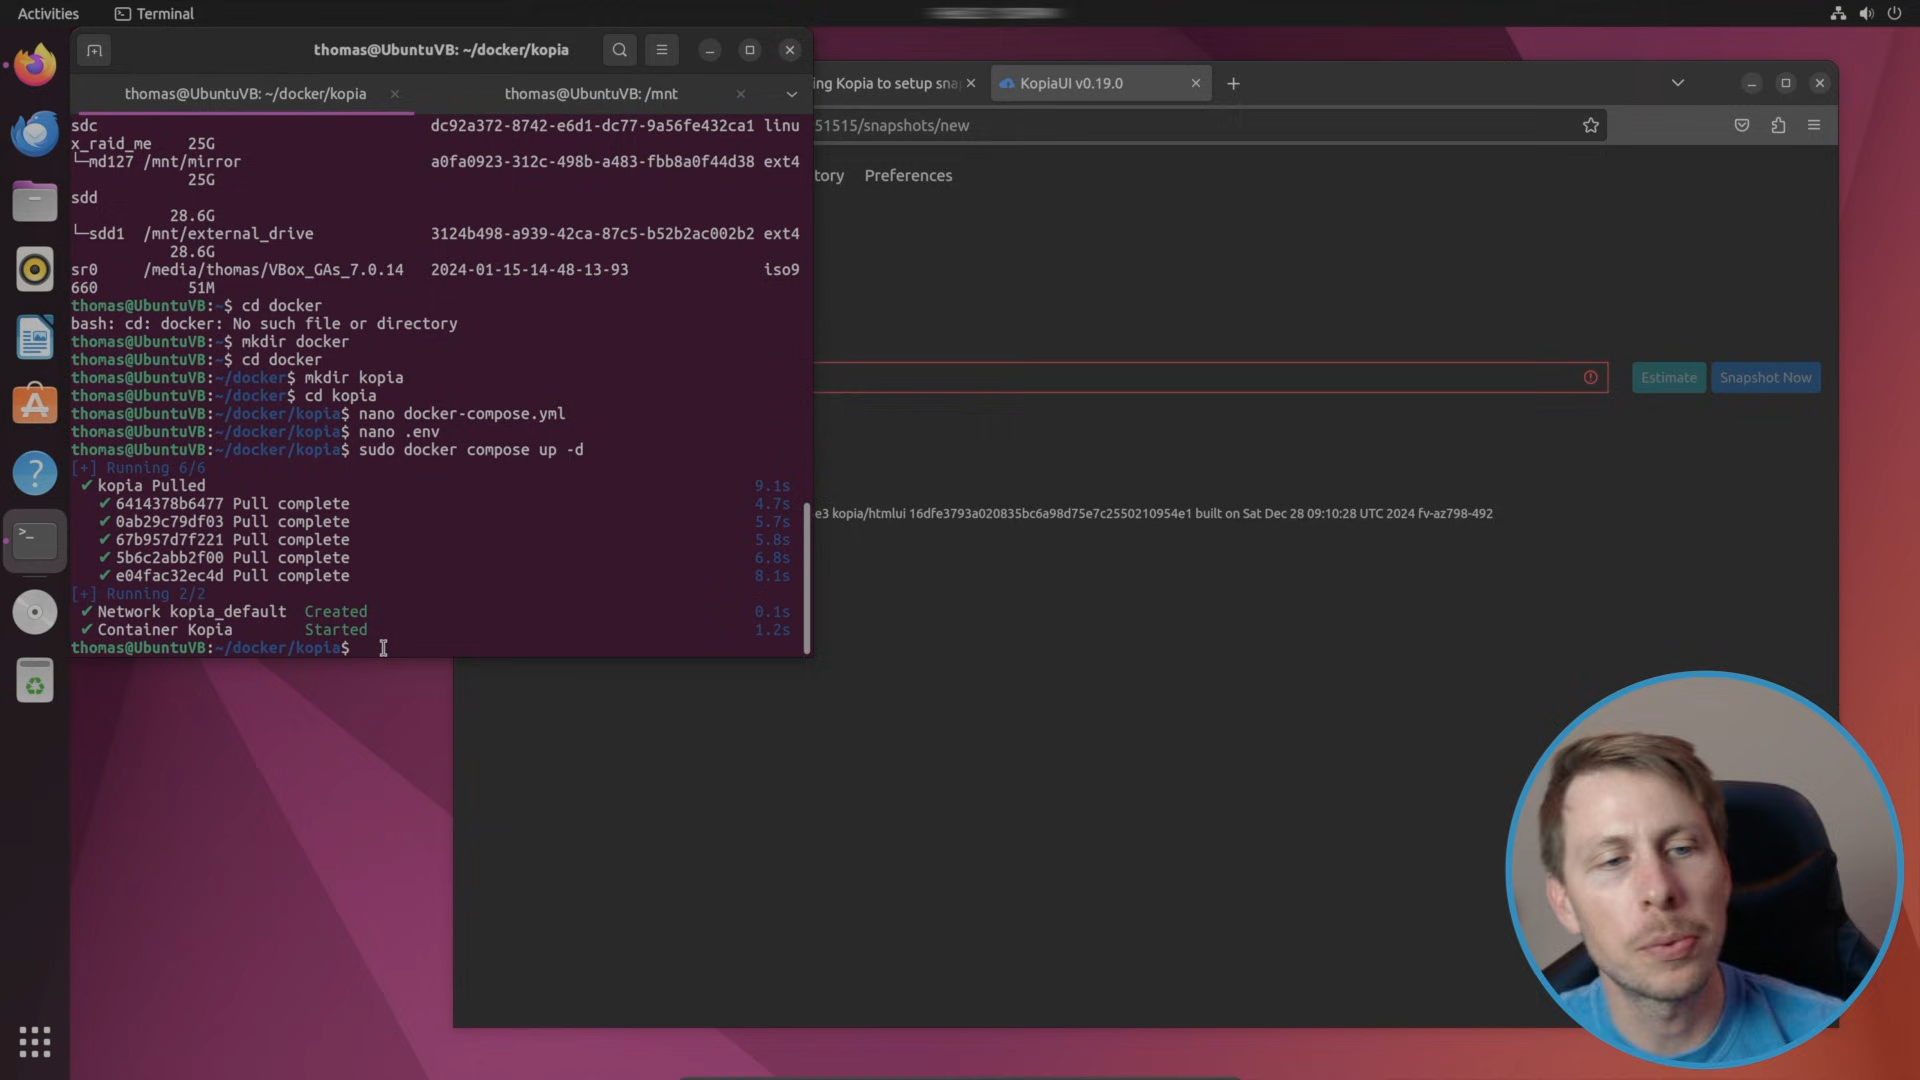 Activities
Terminal
thomas@UbuntuVB: ~/docker/kopia
thomas@UbuntuVB: ~/docker/kopia
thomas@UbuntuVB: /mnt
sdc dc92a372-8742-e6d1-dc77-9a56fe432ca1 linu
x_raid_me 25G
└─md127 /mnt/mirror a0fa0923-312c-498b-a483-fbb8a0f44d38 ext4
25G
sdd
28.6G
└─sdd1 /mnt/external_drive 3124b498-a939-42ca-87c5-b52b2ac002b2 ext4
28.6G
sr0 /media/thomas/VBox_GAs_7.0.14 2024-01-15-14-48-13-93 iso9
660 51M
thomas@UbuntuVB:~$ cd docker
bash: cd: docker: No such file or directory
thomas@UbuntuVB:~$ mkdir docker
thomas@UbuntuVB:~$ cd docker
thomas@UbuntuVB:~/docker$ mkdir kopia
thomas@UbuntuVB:~/docker$ cd kopia
thomas@UbuntuVB:~/docker/kopia$ nano docker-compose.yml
thomas@UbuntuVB:~/docker/kopia$ nano .env
thomas@UbuntuVB:~/docker/kopia$ sudo docker compose up -d
[+] Running 6/6
✔ kopia Pulled 9.1s
✔ 6414378b6477 Pull complete 4.7s
✔ 0ab29c79df03 Pull complete 5.7s
✔ 67b957d7f221 Pull complete 5.8s
✔ 5b6c2abb2f00 Pull complete 6.8s
✔ e04fac32ec4d Pull complete 8.1s
[+] Running 2/2
✔ Network kopia_default Created 0.1s
✔ Container Kopia Started 1.2s
thomas@UbuntuVB:~/docker/kopia$
ing Kopia to setup sna
KopiaUI v0.19.0
51515/snapshots/new
tory
Preferences
Estimate
Snapshot Now
e3 kopia/htmlui 16dfe3793a020835bc6a98d75e7c2550210954e1 built on Sat Dec 28 09:10:28 UTC 2024 fv-az798-492